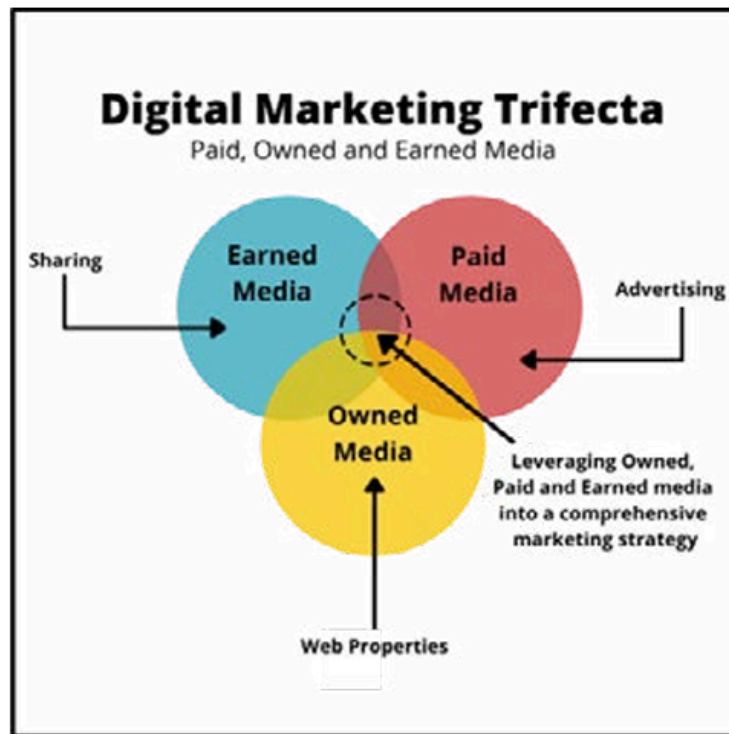 Digital Marketing Trifecta
Paid, Owned and Earned Media
Earned
Media
Paid
Media
Sharing
Advertising
Owned
Media
Leveraging Owned,
Paid and Earned media
into a comprehensive
marketing strategy
Web Properties